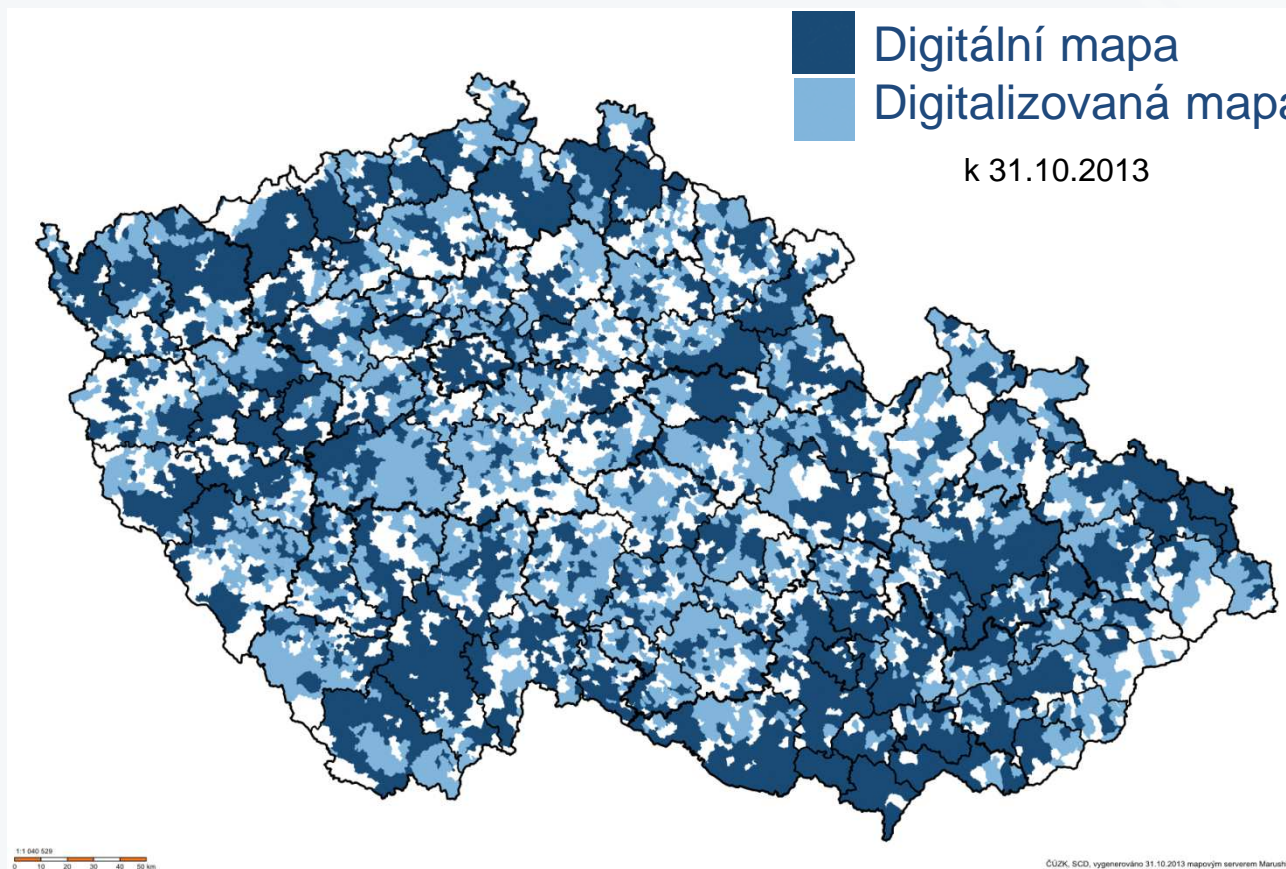 Digitální mapa
Digitalizovaná mapa
k 31.10.2013
1:1 040 529
0 10 20 30 40 50 km
ČÚZK, SCD, vygenerováno 31.10.2013 mapovým serverem Marush